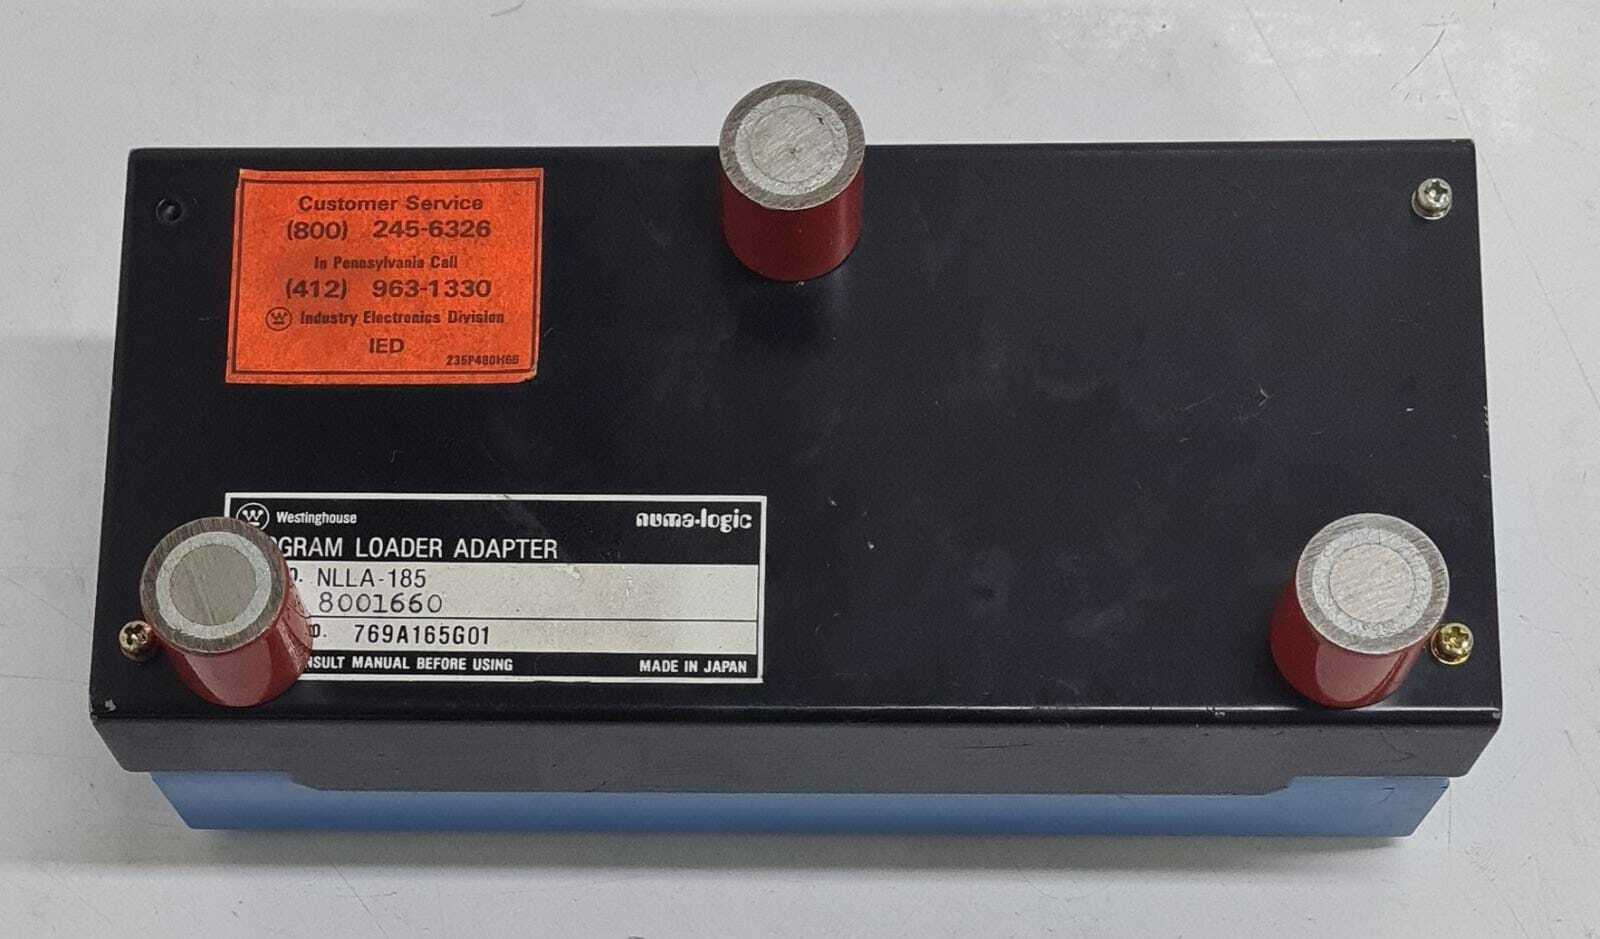 Customer Service
(800) 245-6326
In Pennsylvania Call
(412) 963-1330
W Industry Electronics Division
IED
235P480H66
W Westinghouse numa-logic
OGRAM LOADER ADAPTER
O. NLLA-185
8001660
O. 769A165G01
NSULT MANUAL BEFORE USING MADE IN JAPAN